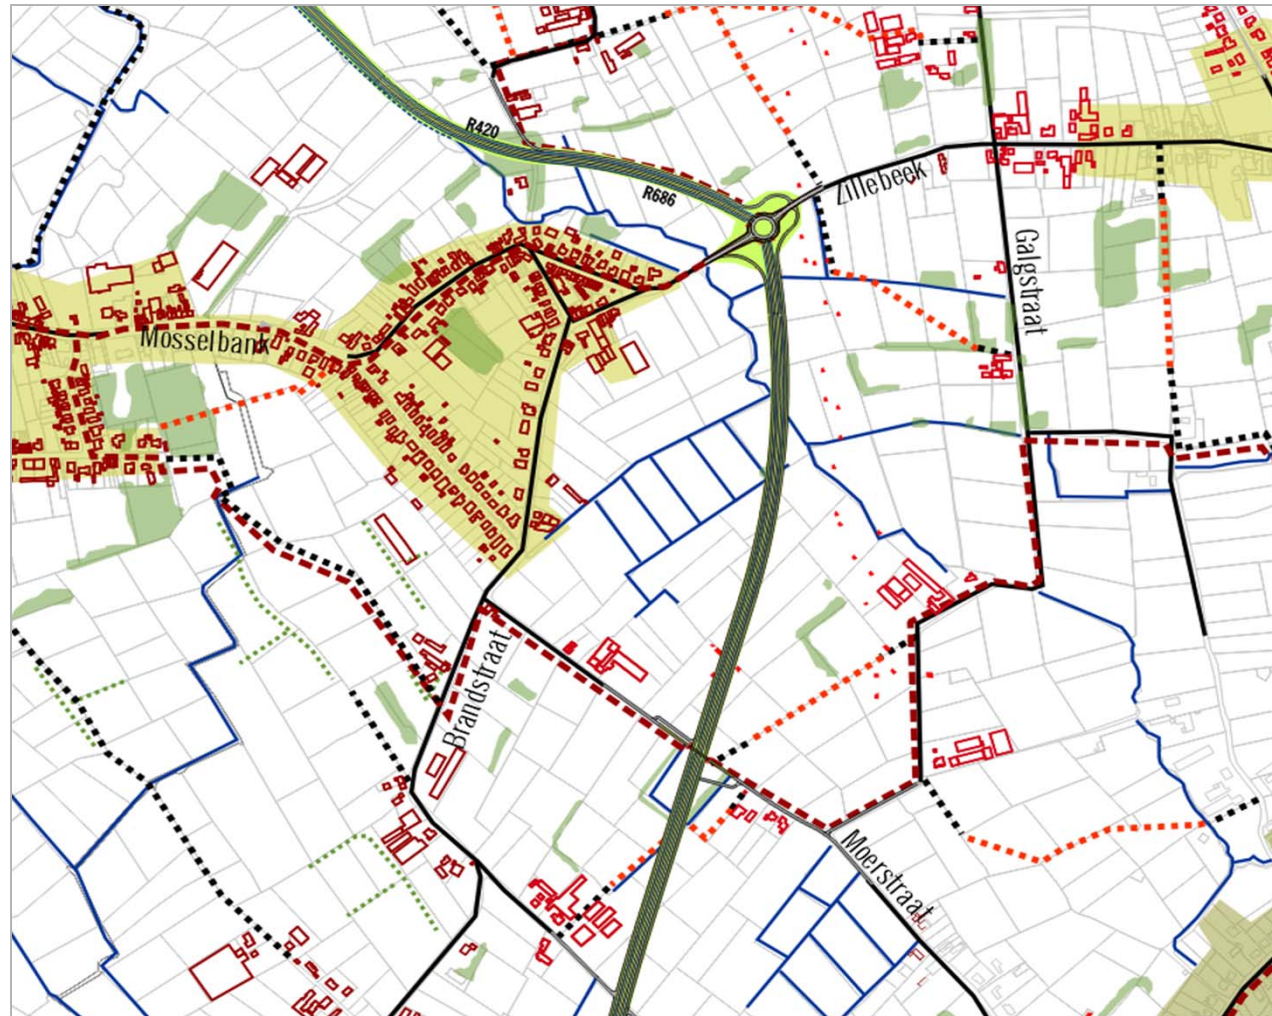 R420
R686
Zillebeek
Galgstraat
Mosselbank
Brandstraat
Moerstraat